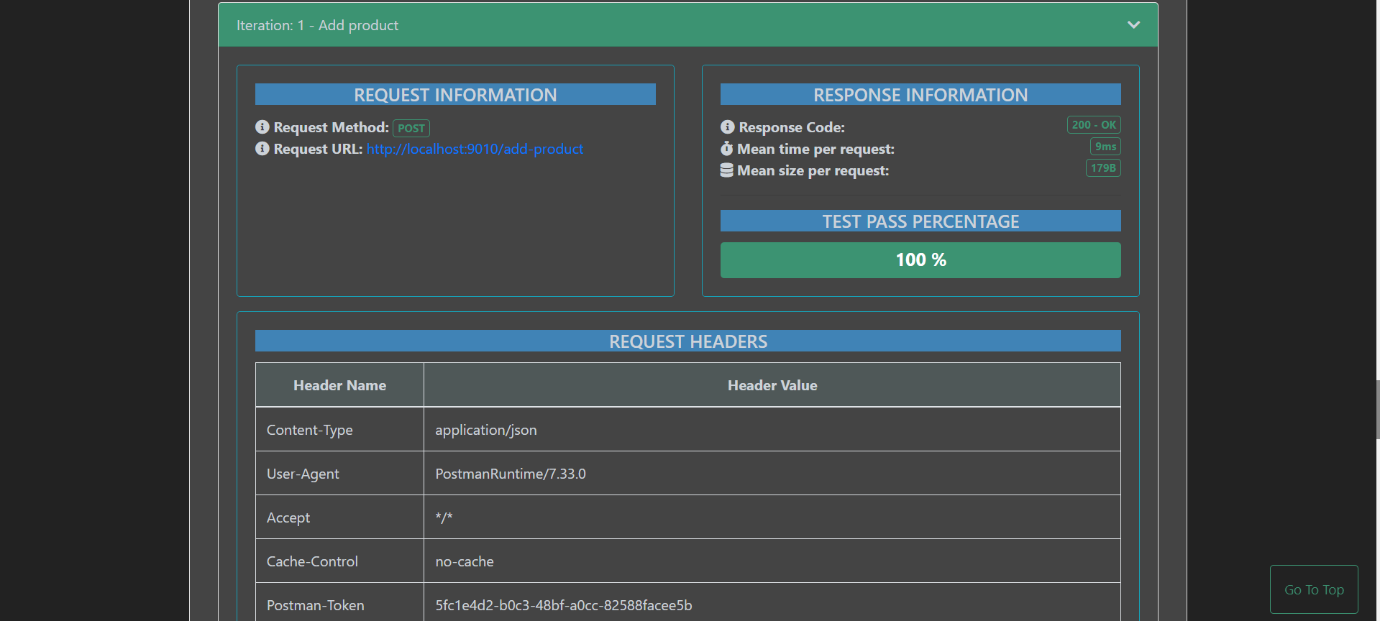 Iteration: 1 - Add product
REQUEST INFORMATION
Request Method: POST
Request URL: http://localhost:9010/add-product
RESPONSE INFORMATION
Response Code: 200 - OK
Mean time per request: 9ms
Mean size per request: 179B
TEST PASS PERCENTAGE
100 %
REQUEST HEADERS
Header Name Header Value
Content-Type application/json
User-Agent PostmanRuntime/7.33.0
Accept */*
Cache-Control no-cache
Postman-Token 5fc1e4d2-b0c3-48bf-a0cc-82588facee5b
Go To Top